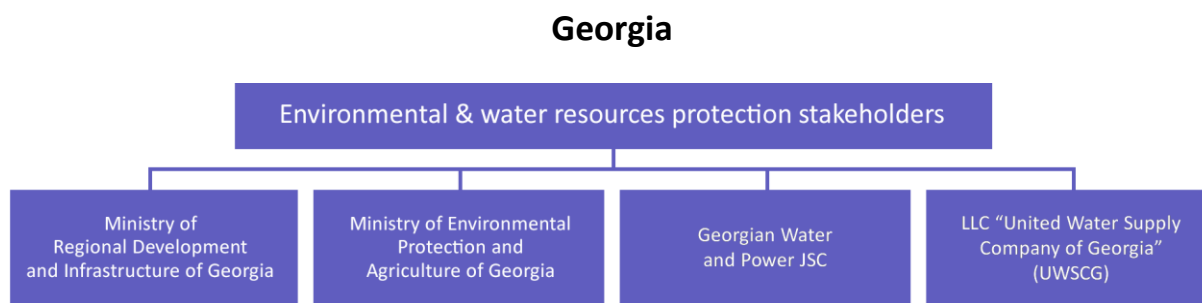 Georgia
Environmental & water resources protection stakeholders
Ministry of
Regional Development
and Infrastructure of Georgia
Ministry of Environmental
Protection and
Agriculture of Georgia
Georgian Water
and Power JSC
LLC “United Water Supply
Company of Georgia”
(UWSCG)